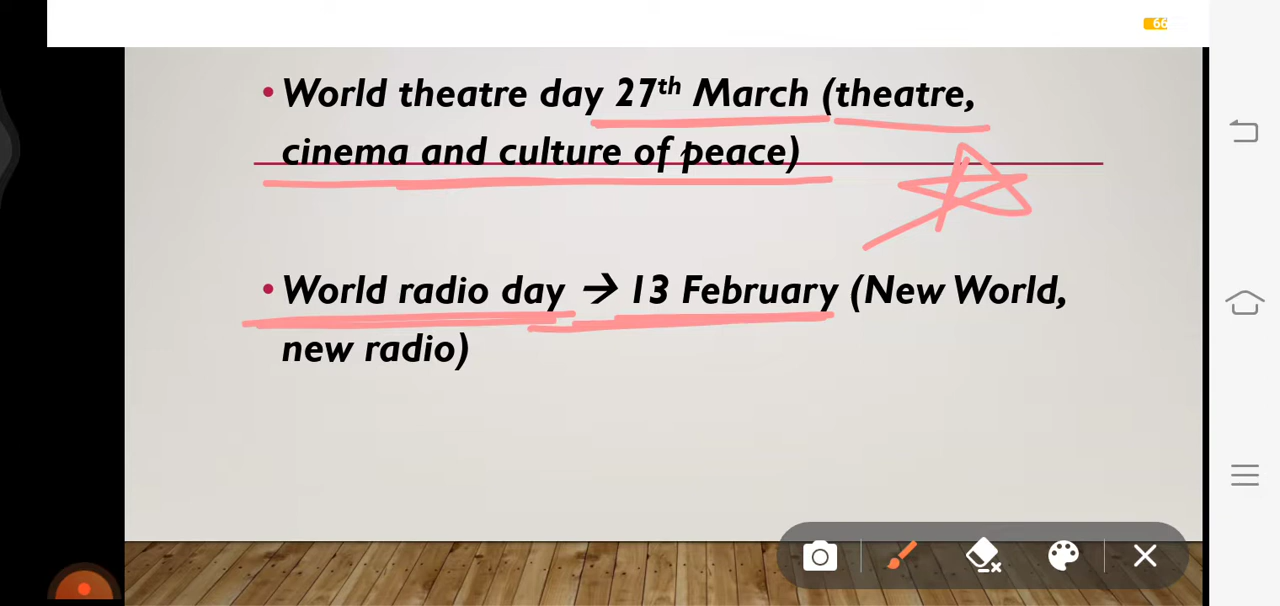 66
• World theatre day 27th March (theatre,
cinema and culture of peace)
• World radio day → 13 February (New World,
new radio)